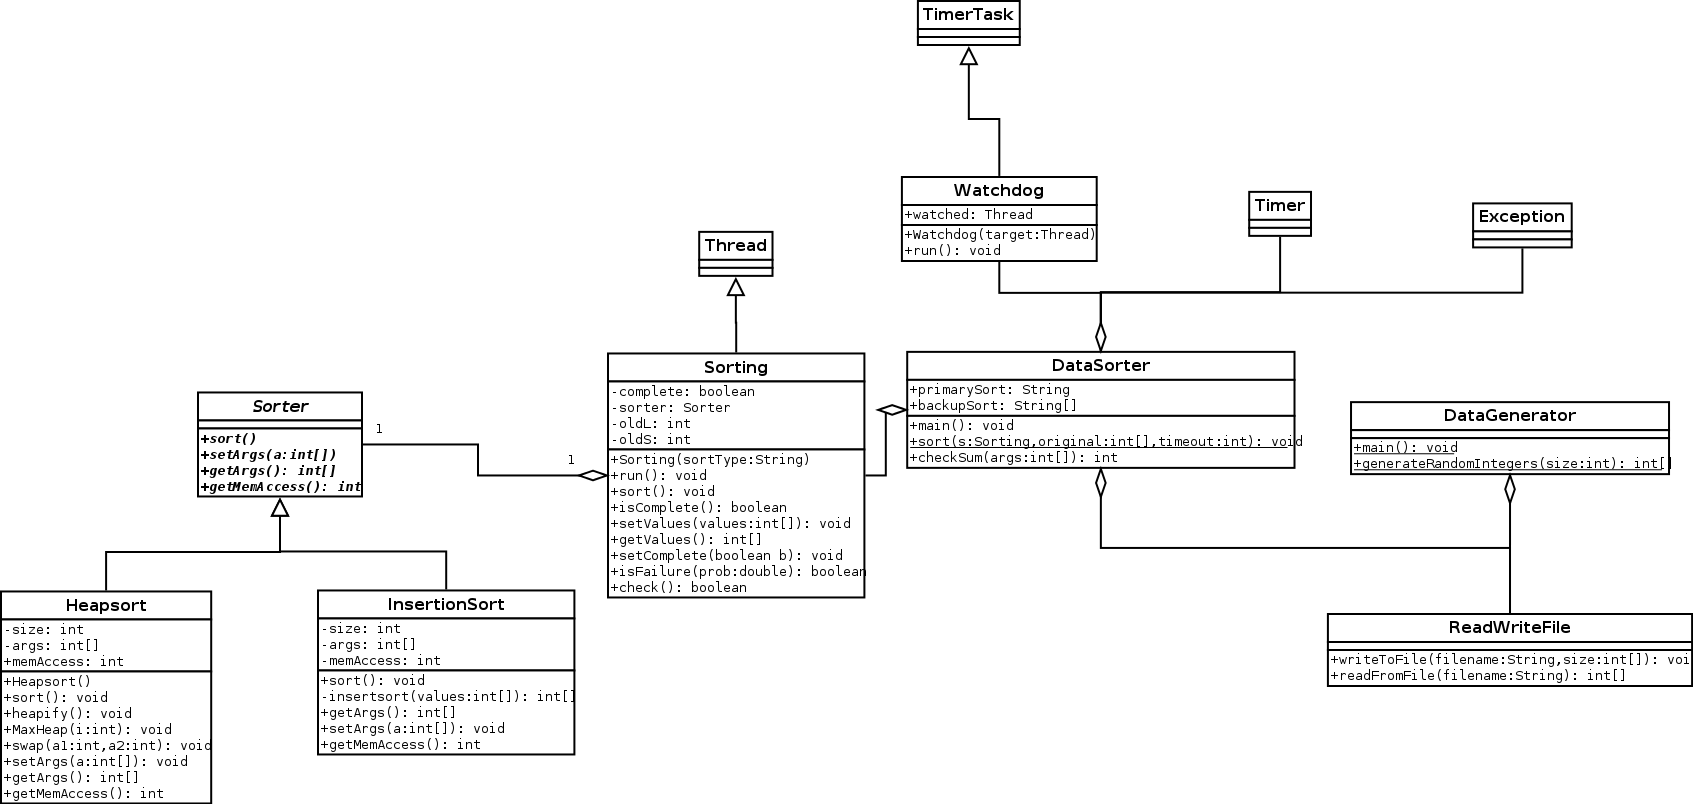 TimerTask
Watchdog
+watched: Thread
+Watchdog(target:Thread)
+run(): void
Timer
Exception
Thread
Sorting
-complete: boolean
-sorter: Sorter
-oldL: int
-oldS: int
+Sorting(sortType:String)
+run(): void
+sort(): void
+isComplete(): boolean
+setValues(values:int[]): void
+getValues(): int[]
+setComplete(boolean b): void
+isFailure(prob:double): boolean
+check(): boolean
DataSorter
+primarySort: String
+backupSort: String[]
+main(): void
+sort(s:Sorting,original:int[],timeout:int): void
+checkSum(args:int[]): int
DataGenerator
+main(): void
+generateRandomIntegers(size:int): int[]
Sorter
+sort()
+setArgs(a:int[])
+getArgs(): int[]
+getMemAccess(): int
1
1
Heapsort
-size: int
-args: int[]
+memAccess: int
+Heapsort()
+sort(): void
+heapify(): void
+MaxHeap(i:int): void
+swap(a1:int,a2:int): void
+setArgs(a:int[]): void
+getArgs(): int[]
+getMemAccess(): int
InsertionSort
-size: int
-args: int[]
-memAccess: int
+sort(): void
-insertsort(values:int[]): int[]
+getArgs(): int[]
+setArgs(a:int[]): void
+getMemAccess(): int
ReadWriteFile
+writeToFile(filename:String,size:int[]): voi
+readFromFile(filename:String): int[]